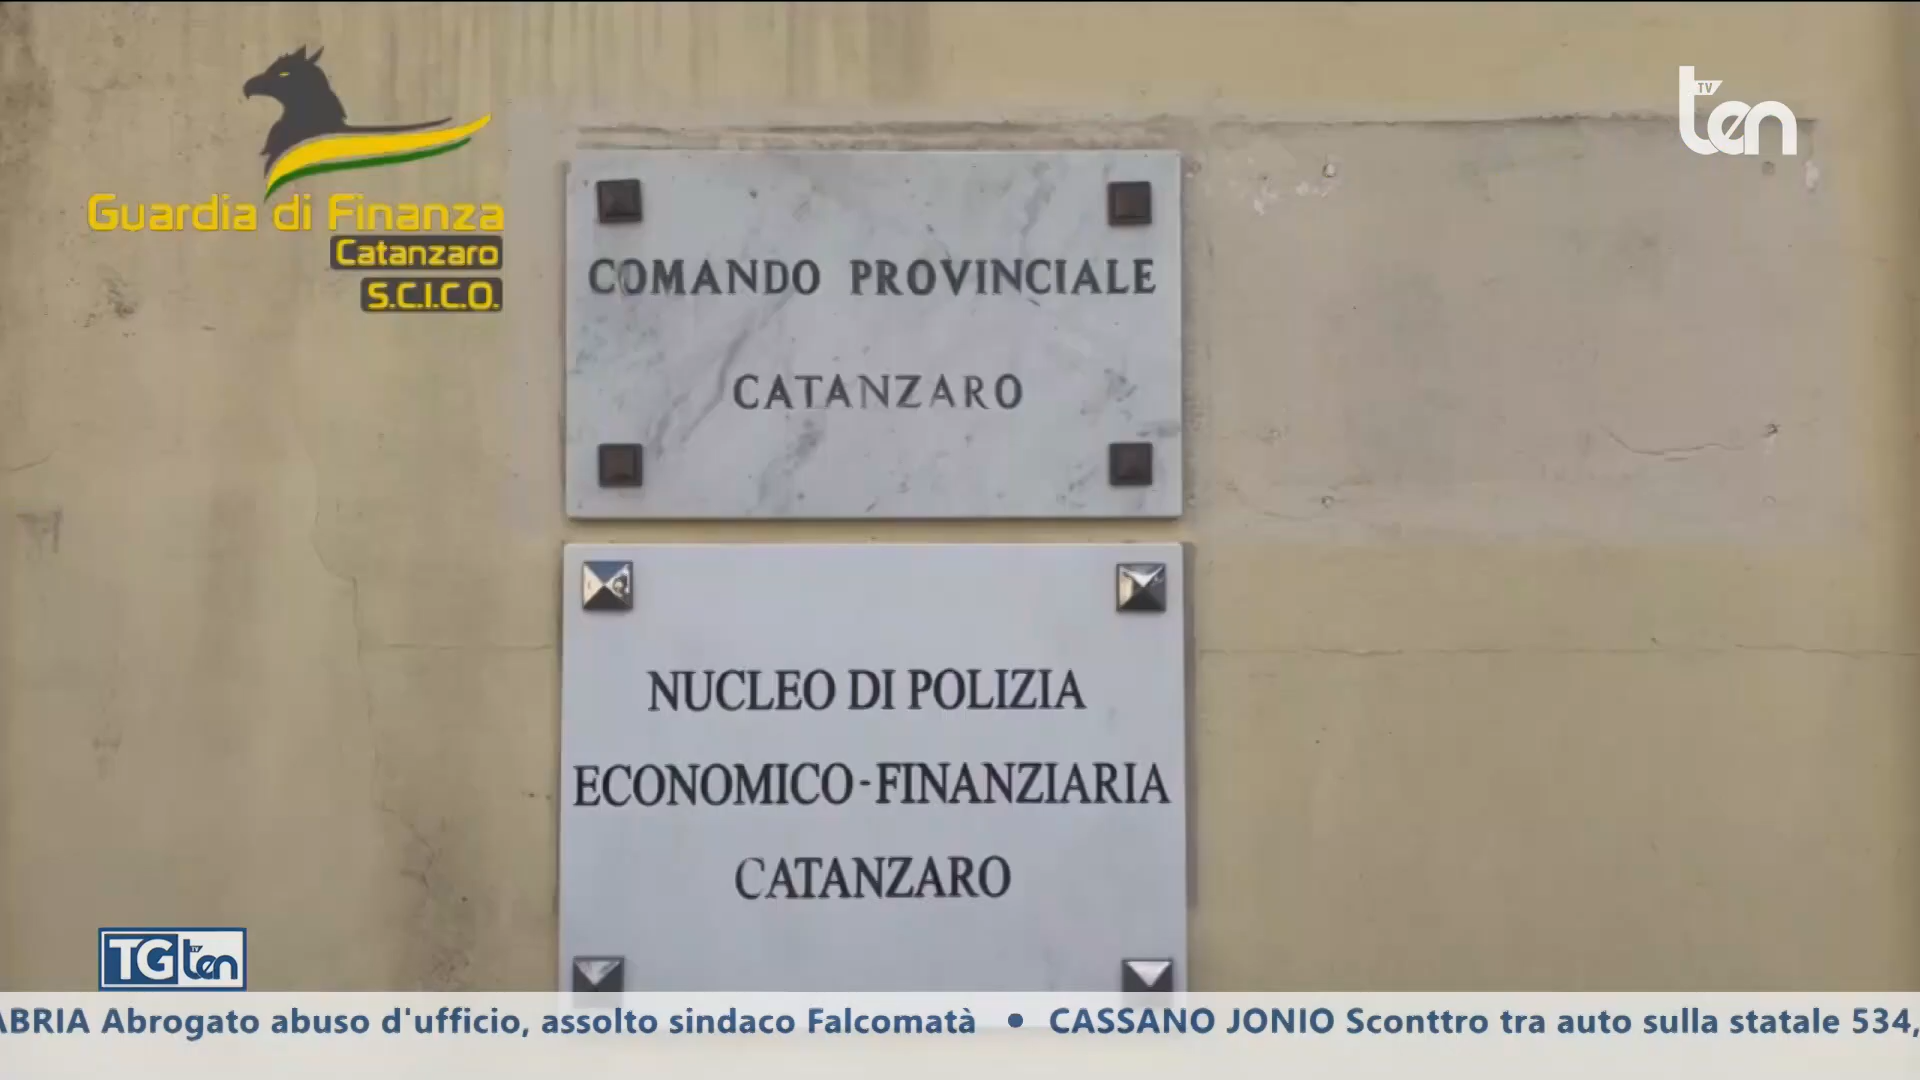 Guardia di Finanza
Catanzaro
S.C.I.C.O.
TV
ten
COMANDO PROVINCIALE
CATANZARO
NUCLEO DI POLIZIA
ECONOMICO-FINANZIARIA
CATANZARO
TG ten
TV
ABRIA Abrogato abuso d'ufficio, assolto sindaco Falcomatà • CASSANO JONIO Sconttro tra auto sulla statale 534,